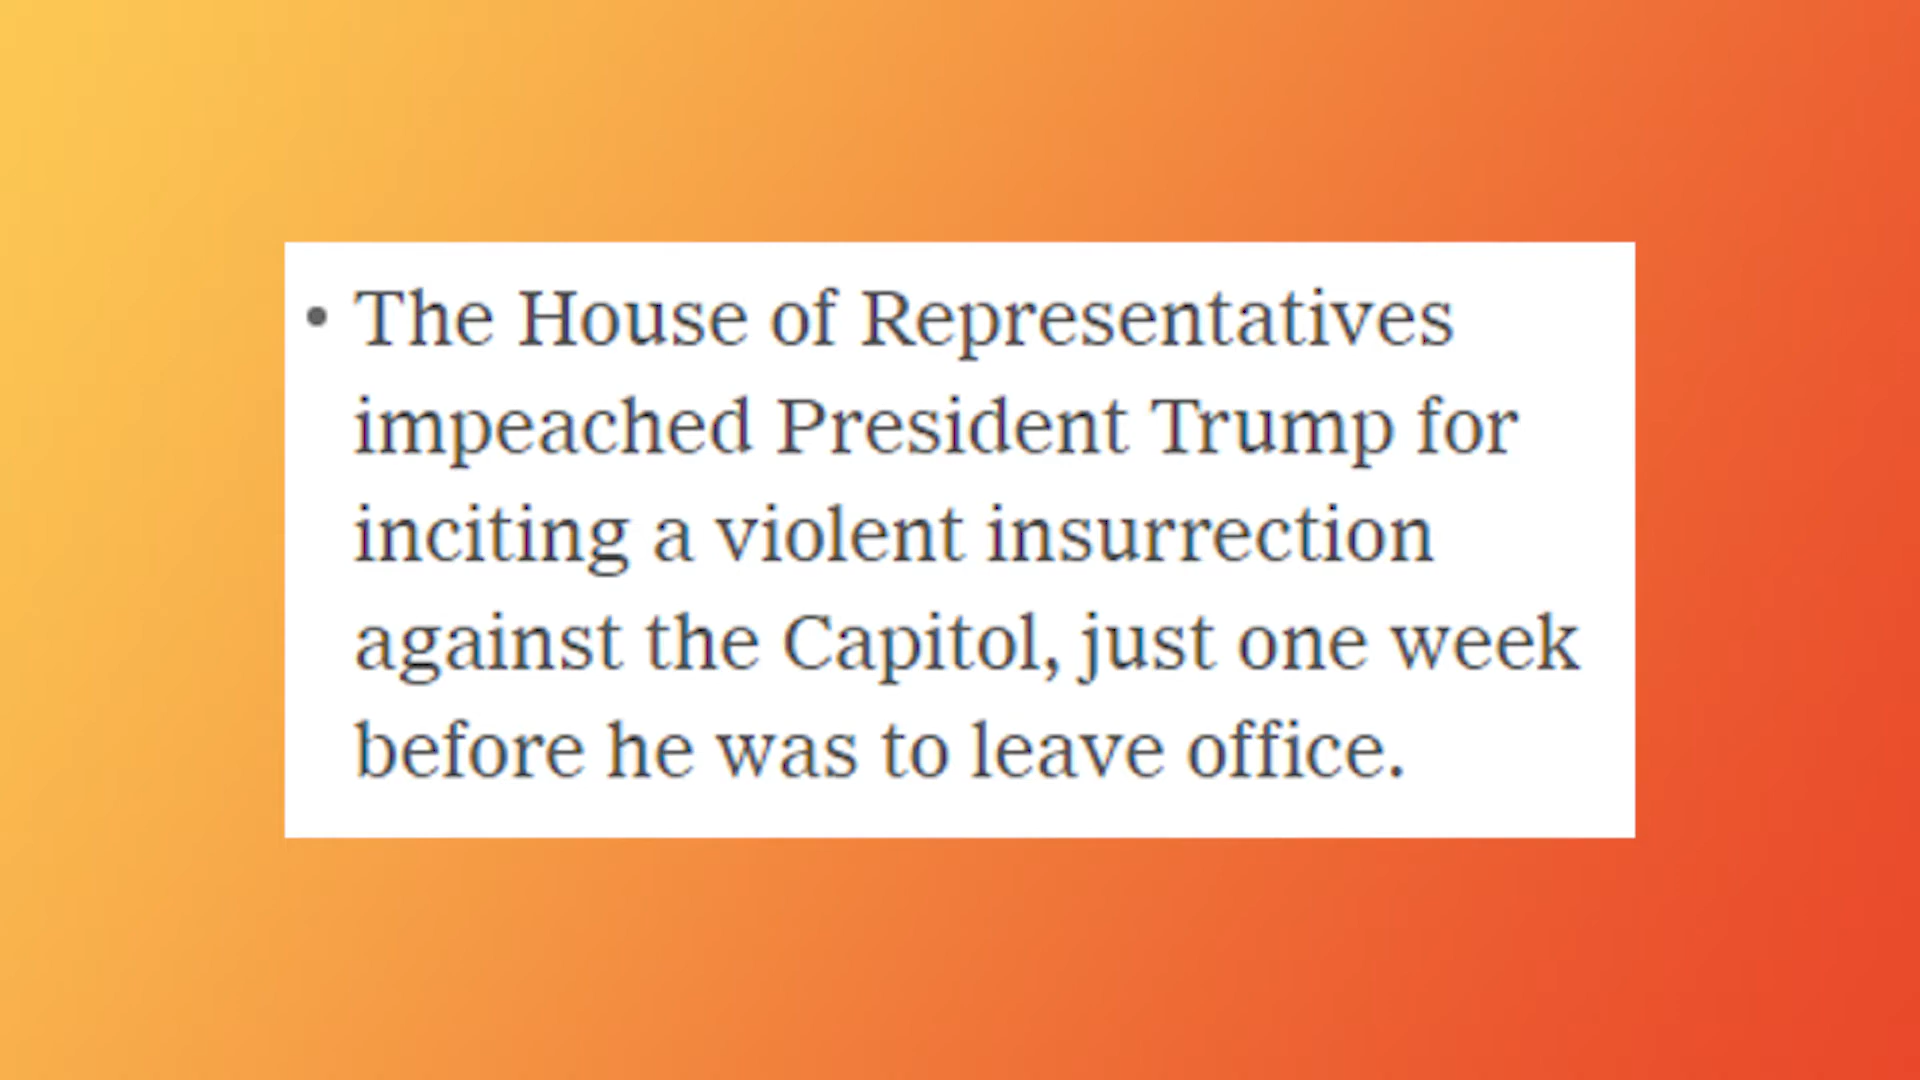 • The House of Representatives
impeached President Trump for
inciting a violent insurrection
against the Capitol, just one week
before he was to leave office.